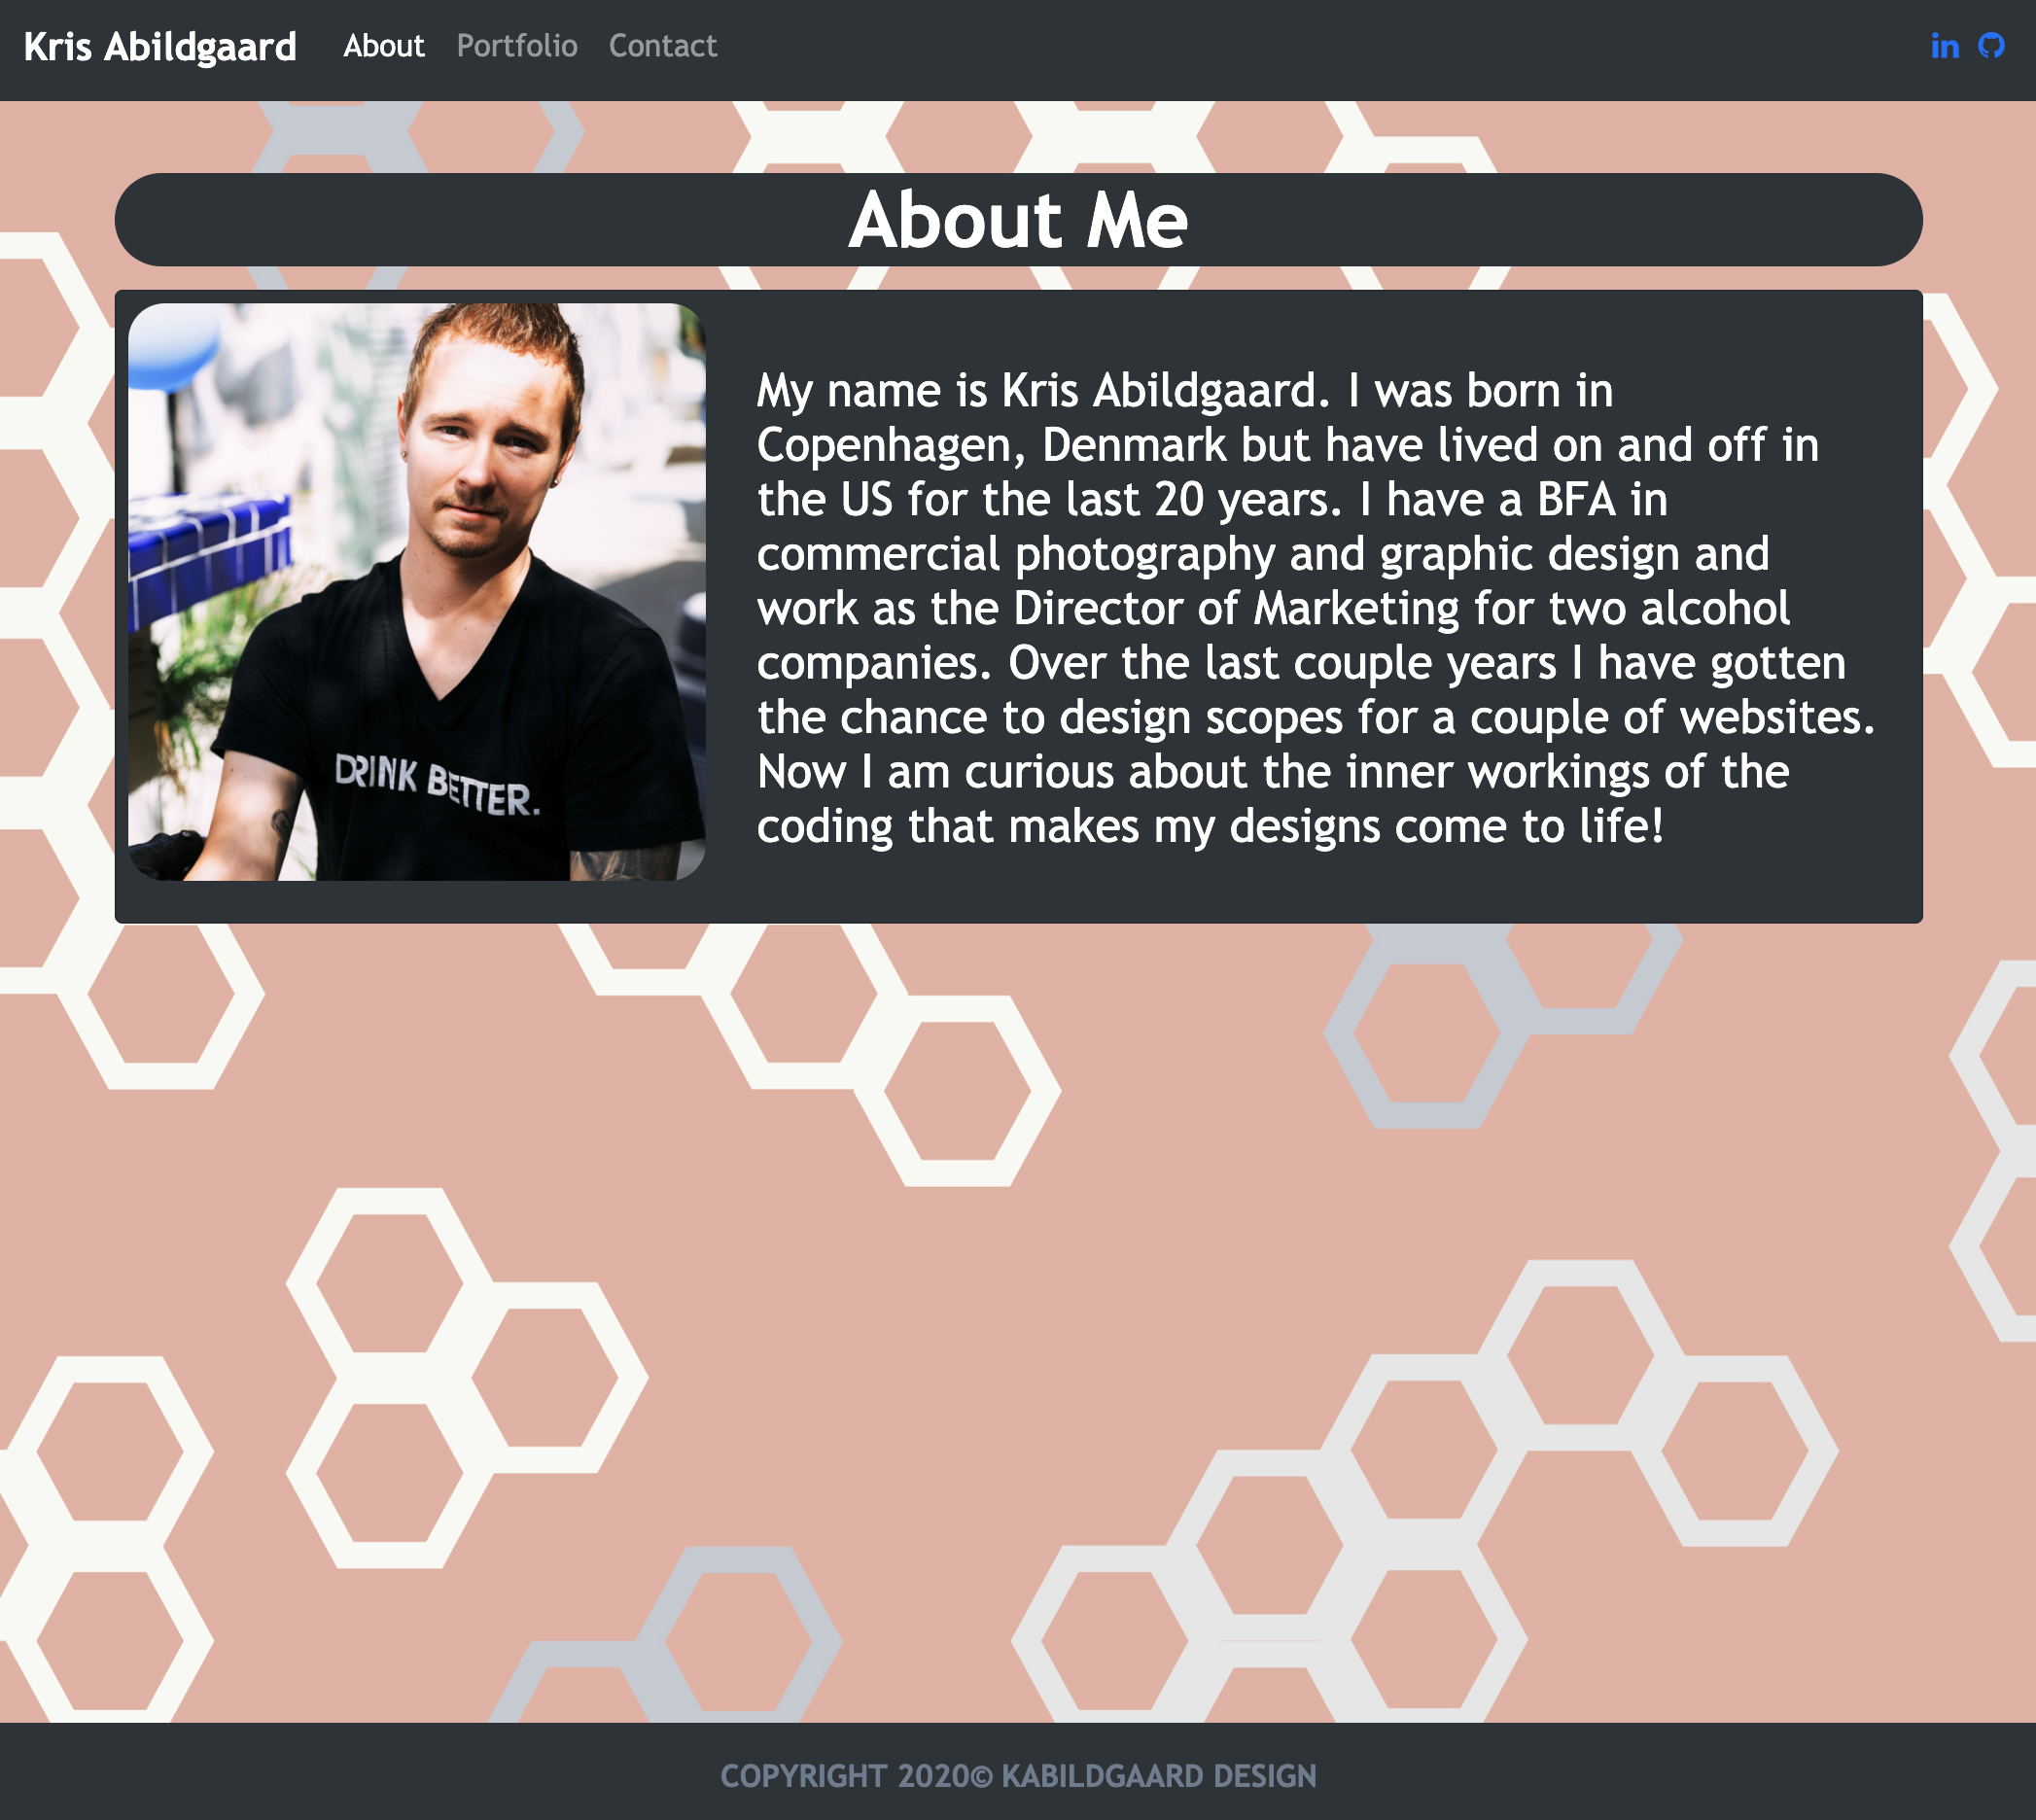 Kris Abildgaard About Portfolio Contact in
About Me
My name is Kris Abildgaard. I was born in
Copenhagen, Denmark but have lived on and off in
the US for the last 20 years. I have a BFA in
commercial photography and graphic design and
work as the Director of Marketing for two alcohol
companies. Over the last couple years I have gotten
the chance to design scopes for a couple of websites.
Now I am curious about the inner workings of the
coding that makes my designs come to life!
DRINK BETTER.
COPYRIGHT 2020© KABILDGAARD DESIGN